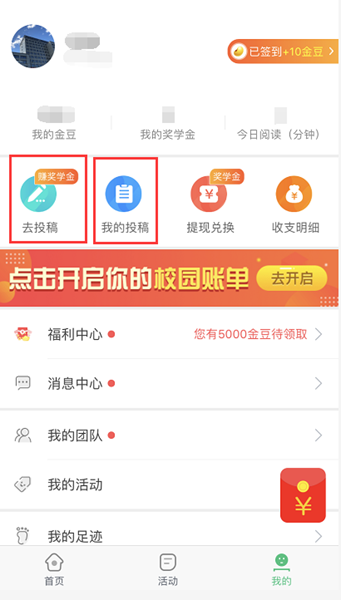 已签到+10金豆
我的金豆
我的奖学金
今日阅读（分钟）
赚奖学金
奖学金
去投稿
我的投稿
提现兑换
收支明细
点击开启你的校园账单
去开启
福利中心
您有5000金豆待领取
消息中心
我的团队
我的活动
¥
我的足迹
首页
活动
我的